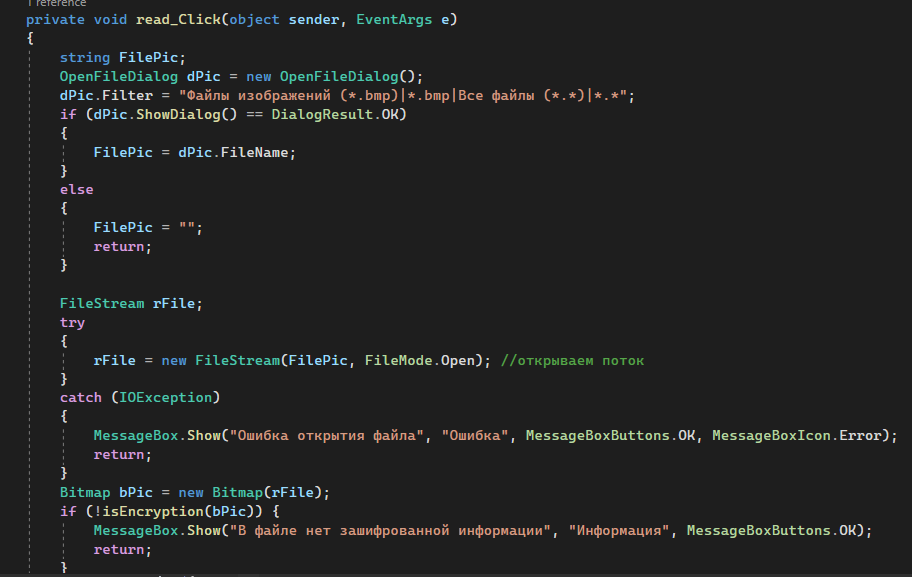 1 reference
private void read_Click(object sender, EventArgs e)
{
string FilePic;
OpenFileDialog dPic = new OpenFileDialog();
dPic.Filter = "Файлы изображений (*.bmp)|*.bmp|Все файлы (*.*)|*.*";
if (dPic.ShowDialog() == DialogResult.OK)
{
FilePic = dPic.FileName;
}
else
{
FilePic = "";
return;
}
FileStream rFile;
try
{
rFile = new FileStream(FilePic, FileMode.Open); //открываем поток
}
catch (IOException)
{
MessageBox.Show("Ошибка открытия файла", "Ошибка", MessageBoxButtons.OK, MessageBoxIcon.Error);
return;
}
Bitmap bPic = new Bitmap(rFile);
if (!isEncryption(bPic)) {
MessageBox.Show("В файле нет зашифрованной информации", "Информация", MessageBoxButtons.OK);
return;
}